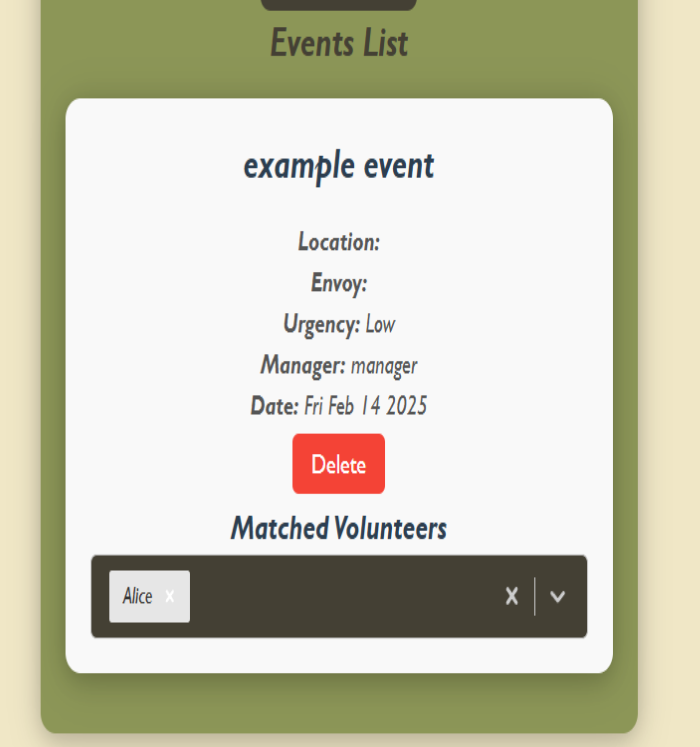 Events List
example event
Location:
Envoy:
Urgency: Low
Manager: manager
Date: Fri Feb 14 2025
Delete
Matched Volunteers
Alice